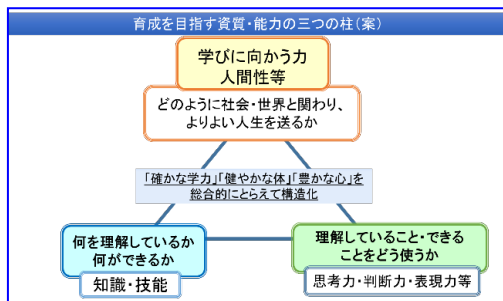 育成を目指す資質・能力の三つの柱(案)
学びに向かう力
人間性等
どのように社会・世界と関わり、
よりよい人生を送るか
「確かな学力」「健やかな体」「豊かな心」を
総合的にとらえて構造化
何を理解しているか
何ができるか
知識・技能
理解していること・できる
ことをどう使うか
思考力・判断力・表現力等